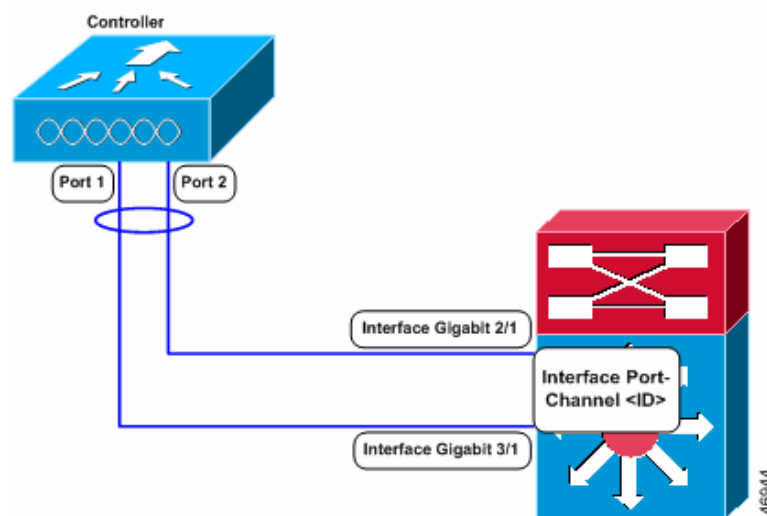 Controller
Port 1
Port 2
Interface Gigabit 2/1
Interface Port-
Channel <ID>
Interface Gigabit 3/1